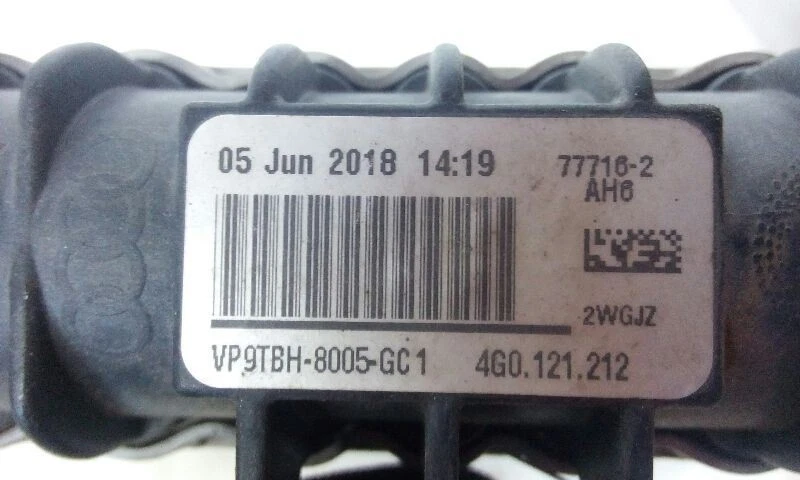 05 Jun 2018 14:19
77716-2
AH6
2WGJZ
VP9TBH-8005-GC1 4G0.121.212